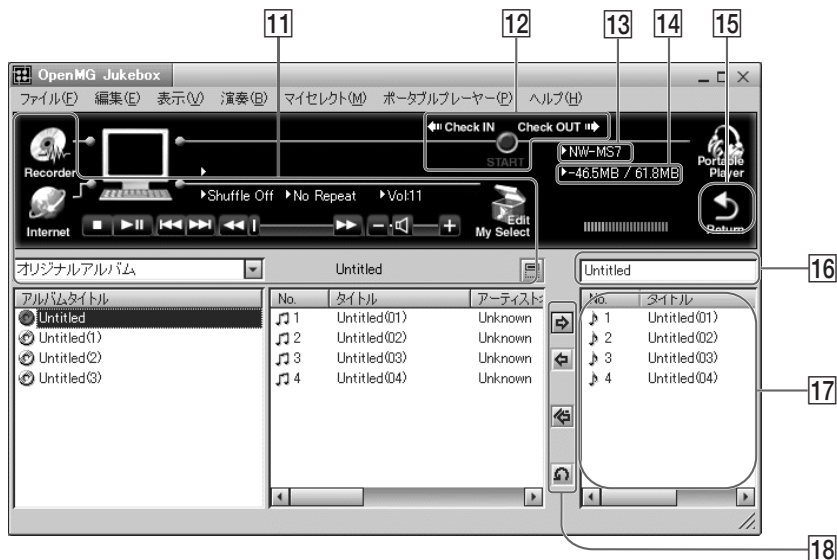 11 12 13 14 15
OpenMG Jukebox
ファイル(F) 編集(E) 表示(V) 演奏(B) マイセレクト(M) ポータブルプレーヤー(P) ヘルプ(H)
Check IN Check OUT
START
NW-MS7
-46.5MB / 61.8MB
Recorder
Portable Player
Shuffle Off No Repeat Vol:11
Internet
Edit
My Select
Return
オリジナルアルバム Untitled Untitled 16
アルバムタイトル
Untitled
Untitled(1)
Untitled(2)
Untitled(3)
No. タイトル アーティスト
1 Untitled(01) Unknown
2 Untitled(02) Unknown
3 Untitled(03) Unknown
4 Untitled(04) Unknown
No. タイトル
1 Untitled(01)
2 Untitled(02)
3 Untitled(03)
4 Untitled(04)
17
18